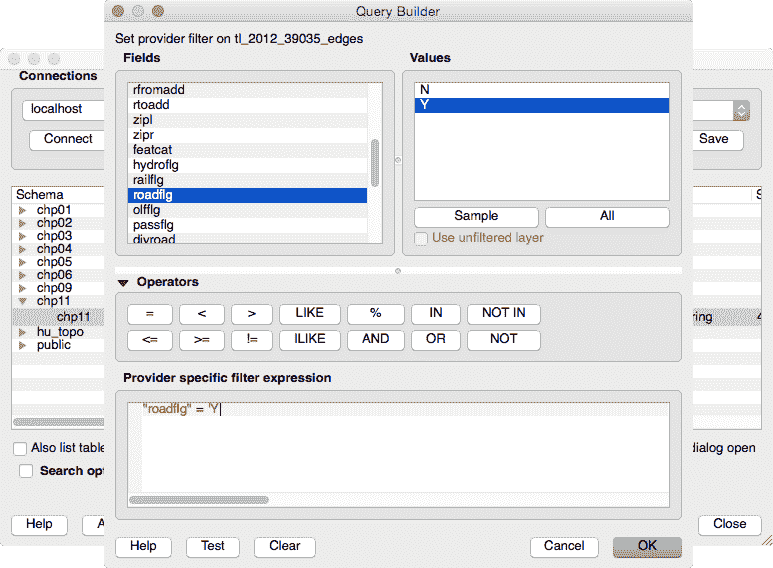 Query Builder
Set provider filter on tl_2012_39035_edges
Fields
Values
rfromadd
rtoadd
zipl
zipr
featcat
hydroflg
railflg
roadflg
olfflg
passflg
divroad
N
Y
Sample
All
Use unfiltered layer
Operators
= < > LIKE % IN NOT IN
<= >= != ILIKE AND OR NOT
Provider specific filter expression
"roadflg" = 'Y
Help
Test
Clear
Cancel
OK
Connections
localhost
Connect
Save
Schema
S
chp01
chp02
chp03
chp04
chp05
chp06
chp09
chp11
chp11
ring
4
hu_topo
public
Also list table
dialog open
Search opt
Help
A
Close